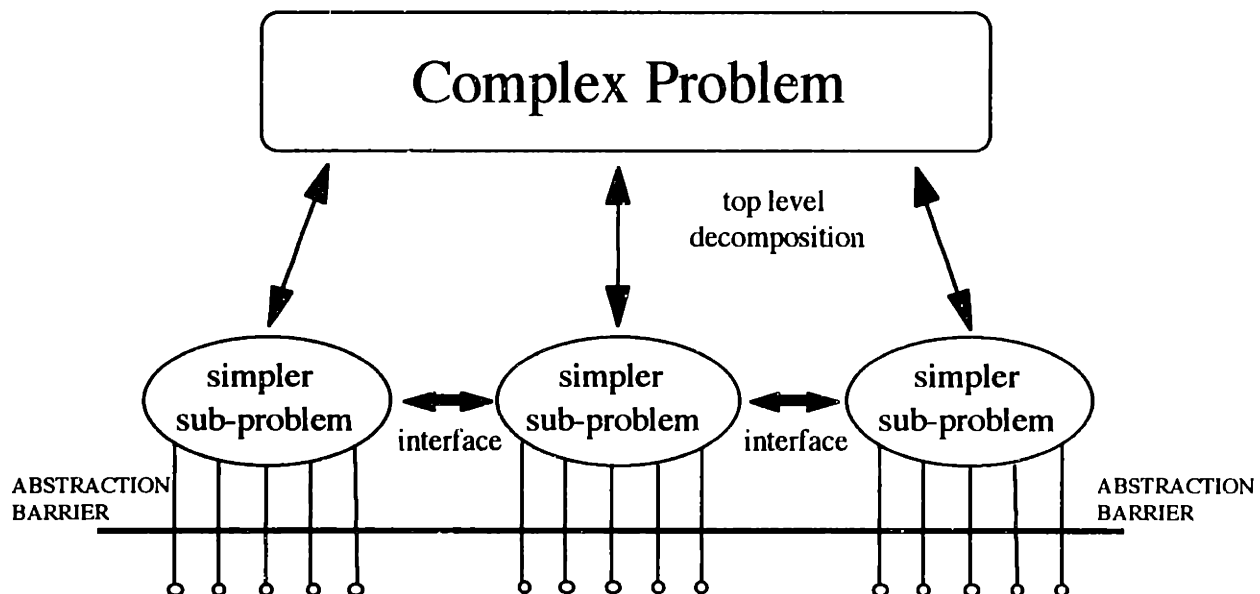 Complex Problem
top level
decomposition
simpler
sub-problem
interface
simpler
sub-problem
interface
simpler
sub-problem
ABSTRACTION
BARRIER
ABSTRACTION
BARRIER